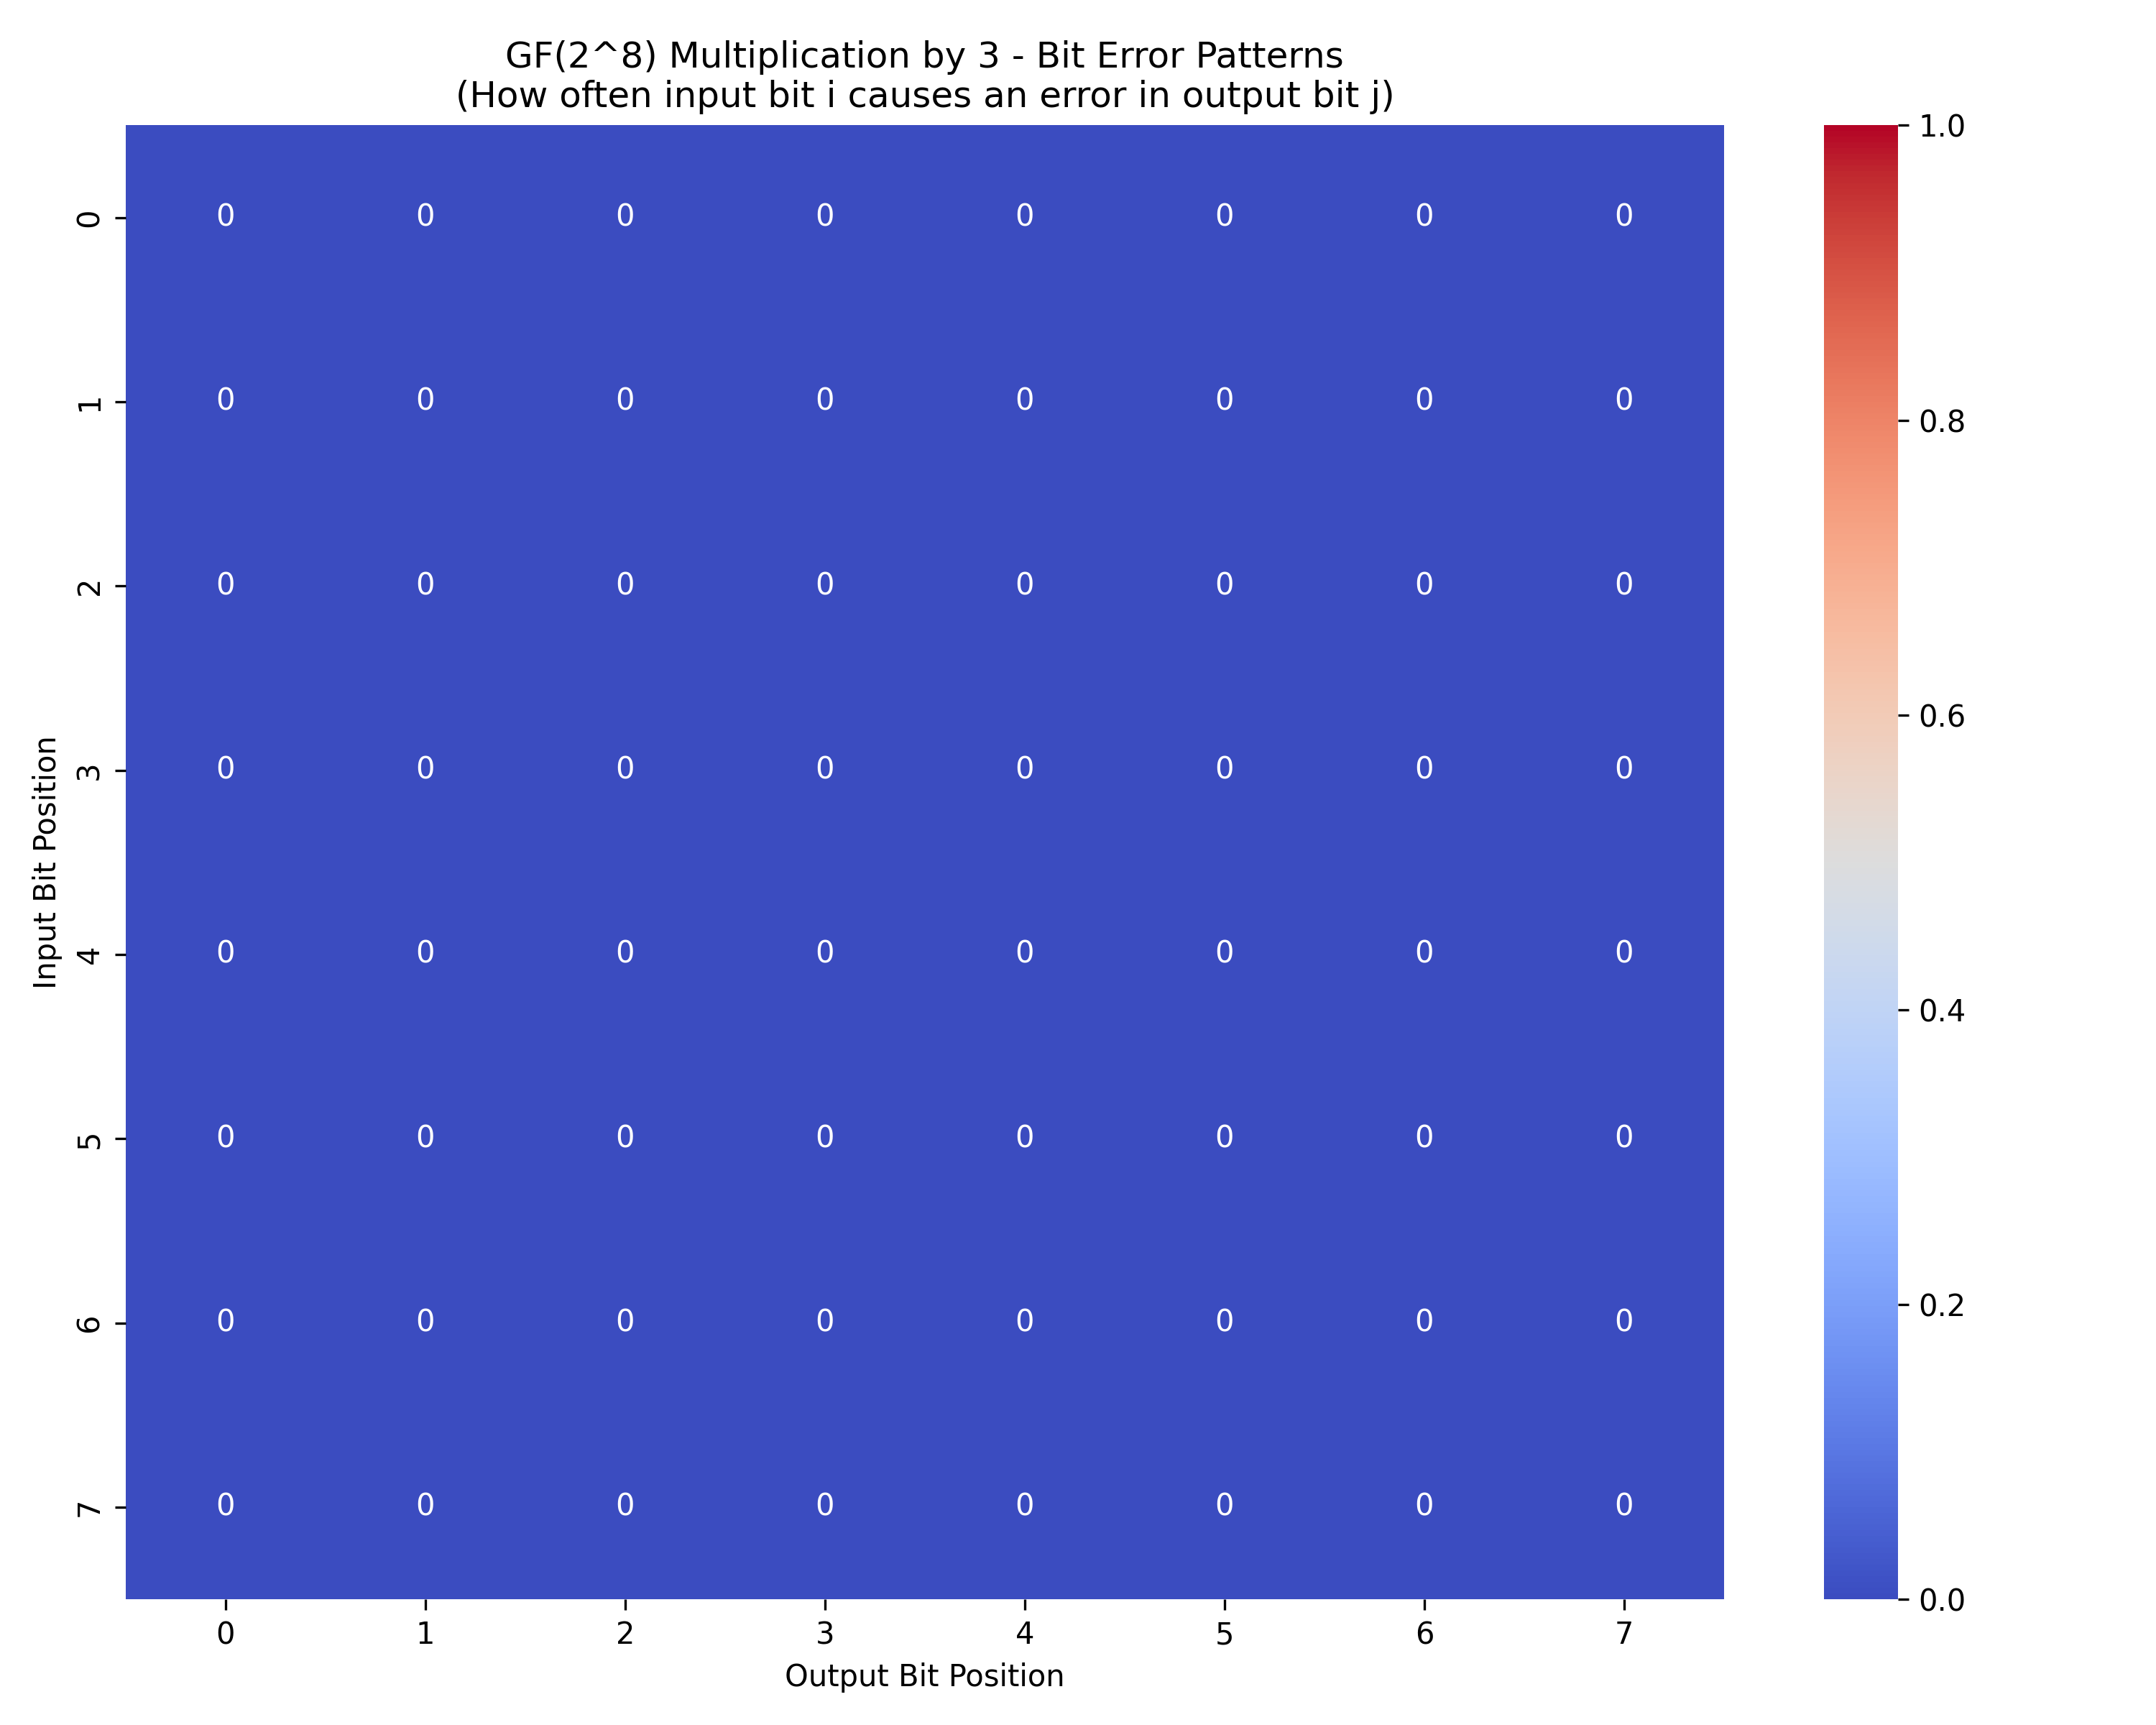 GF(2^8) Multiplication by 3 - Bit Error Patterns
(How often input bit i causes an error in output bit j)
Input Bit Position
0 0 0 0 0 0 0 0 0
1 0 0 0 0 0 0 0 0
2 0 0 0 0 0 0 0 0
3 0 0 0 0 0 0 0 0
4 0 0 0 0 0 0 0 0
5 0 0 0 0 0 0 0 0
6 0 0 0 0 0 0 0 0
7 0 0 0 0 0 0 0 0
0 1 2 3 4 5 6 7
Output Bit Position
1.0
0.8
0.6
0.4
0.2
0.0